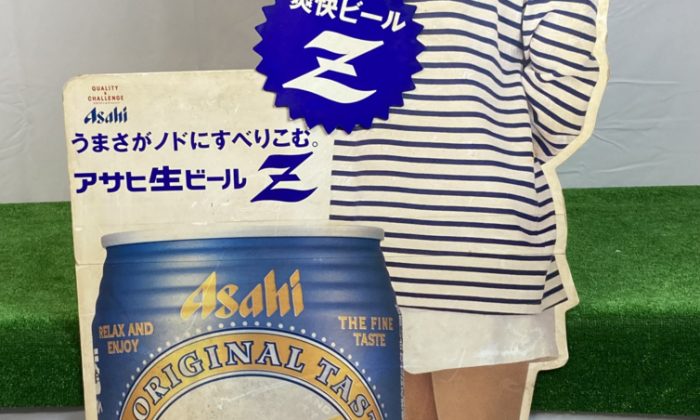 爽快ビール
Z
QUALITY
&
CHALLENGE
Asahi
うまさがノドにすべりこむ。
アサヒ生ビール Z
Asahi
RELAX AND
ENJOY
THE FINE
TASTE
ORIGINAL TAST